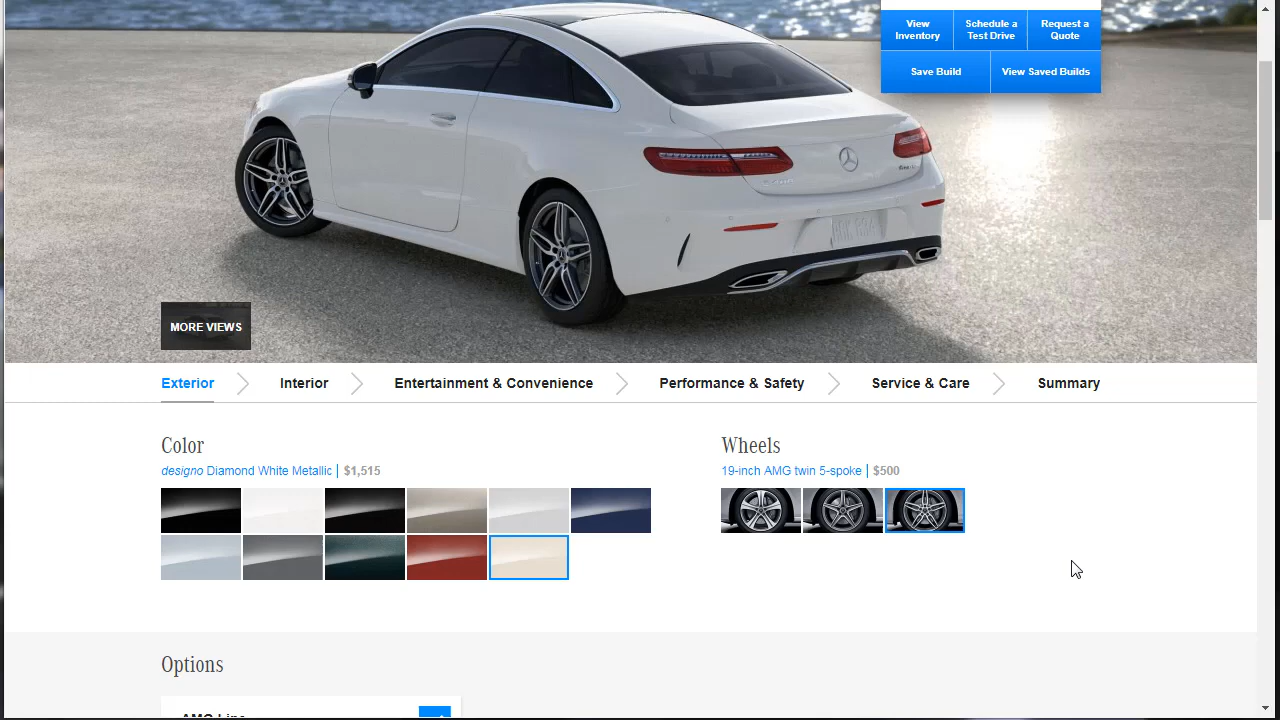 View Inventory
Schedule a Test Drive
Request a Quote
Save Build
View Saved Builds
MORE VIEWS
Exterior
Interior
Entertainment & Convenience
Performance & Safety
Service & Care
Summary
Color
designo Diamond White Metallic | $1,515
Wheels
19-inch AMG twin 5-spoke | $500
Options
AMG Line